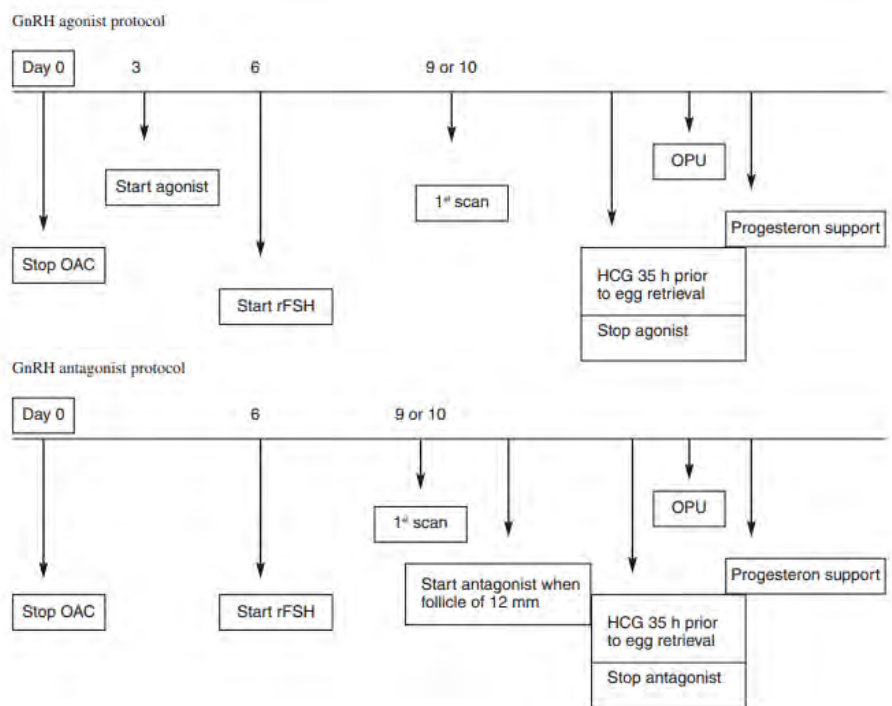 GnRH agonist protocol
Day 0
3
6
9 or 10
Start agonist
1st scan
OPU
Progesteron support
Stop OAC
HCG 35 h prior
to egg retrieval
Start rFSH
Stop agonist
GnRH antagonist protocol
Day 0
6
9 or 10
1st scan
OPU
Progesteron support
Start antagonist when
follicle of 12 mm
Stop OAC
Start rFSH
HCG 35 h prior
to egg retrieval
Stop antagonist